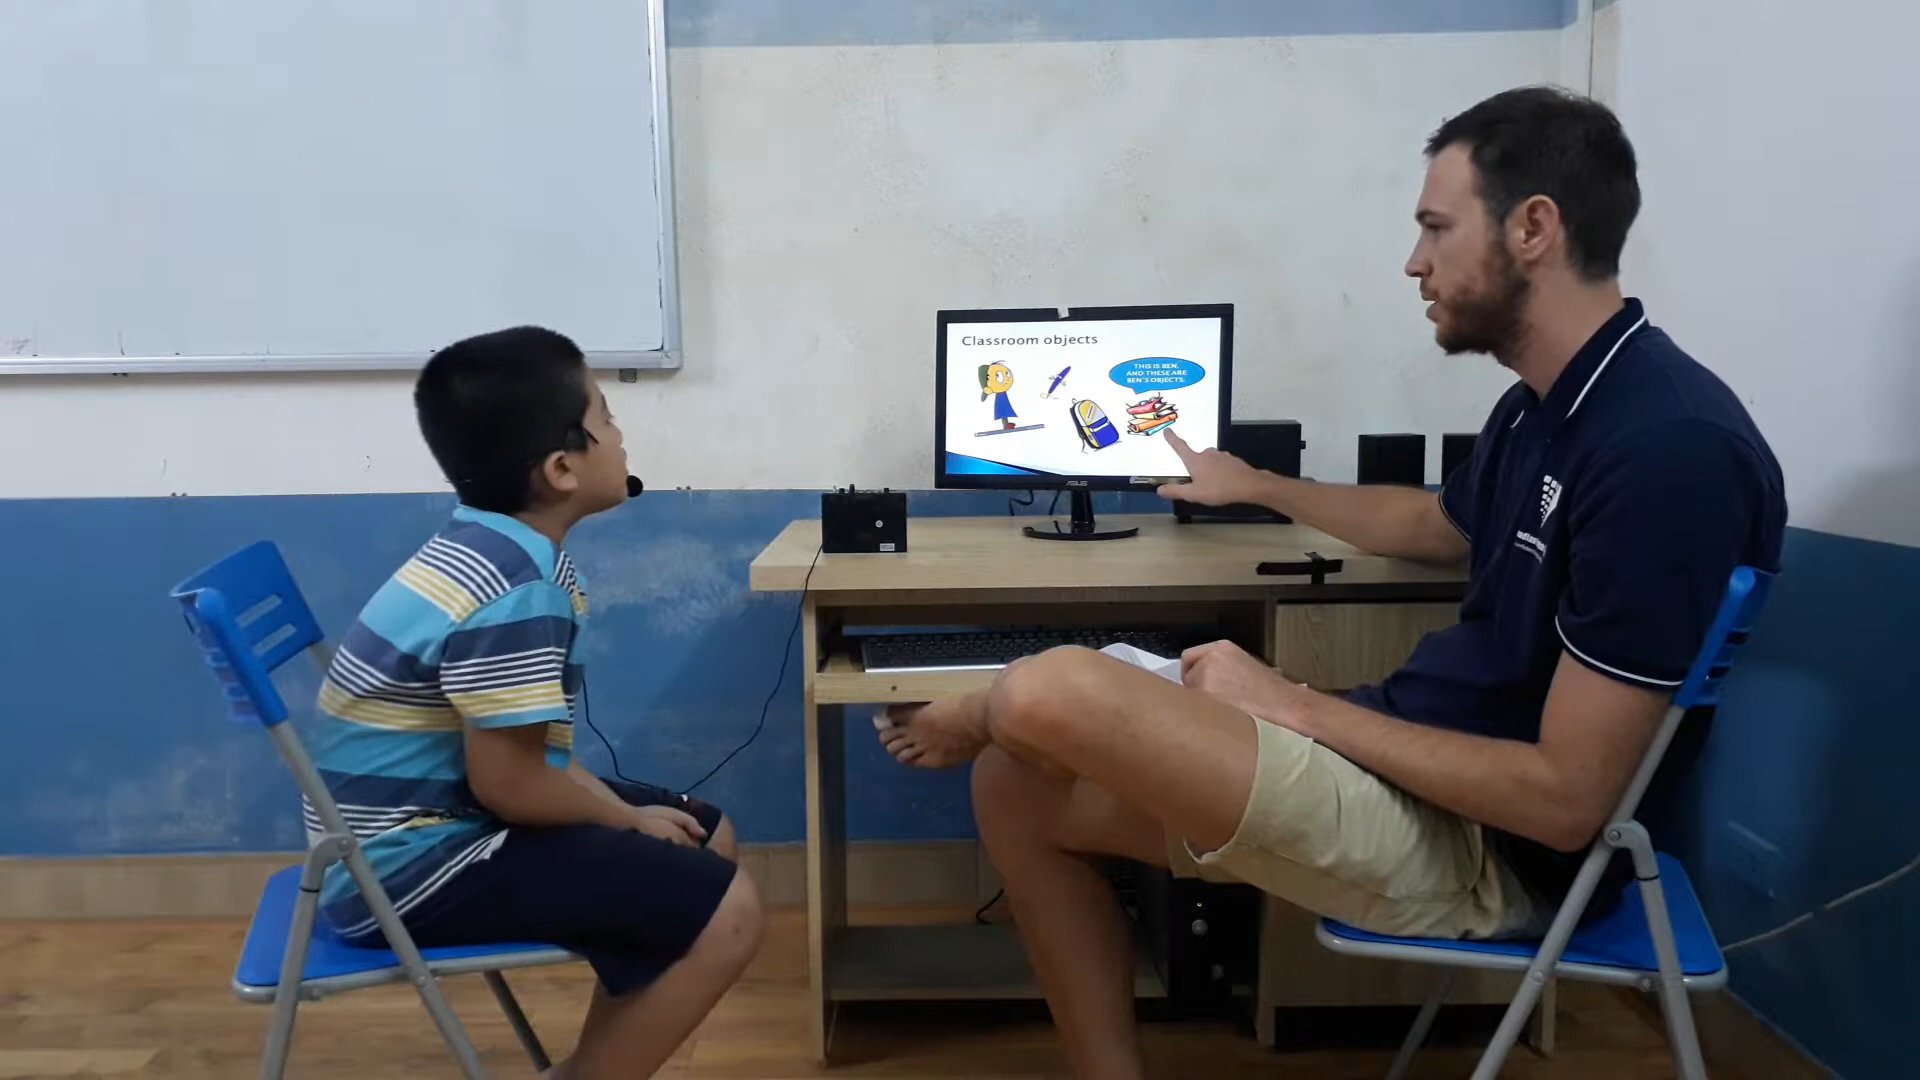 Classroom objects
THIS IS BEN.
AND THESE ARE
BEN'S OBJECTS.
ASUS